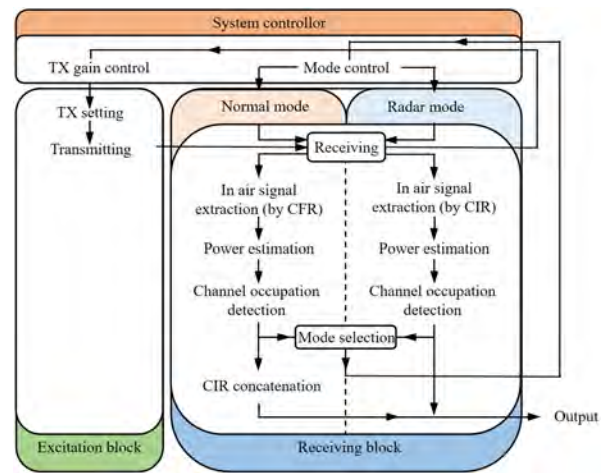 System controllor
TX gain control
Mode control
TX setting
Normal mode
Radar mode
Transmitting
Receiving
In air signal
extraction (by CFR)
In air signal
extraction (by CIR)
Power estimation
Power estimation
Channel occupation
detection
Channel occupation
detection
Mode selection
CIR concatenation
Output
Excitation block
Receiving block